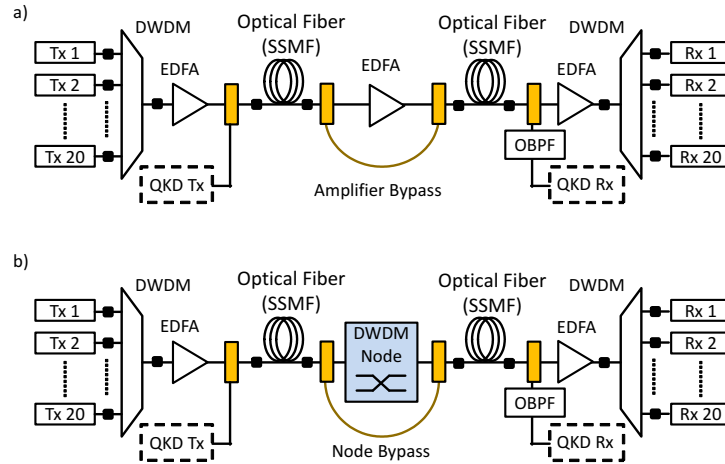 a)
DWDM
Optical Fiber
(SSMF)
Optical Fiber
(SSMF)
DWDM
Tx 1
Tx 2
Tx 20
EDFA
EDFA
EDFA
Rx 1
Rx 2
Rx 20
OBPF
QKD Tx
Amplifier Bypass
QKD Rx
b)
DWDM
Optical Fiber
(SSMF)
Optical Fiber
(SSMF)
DWDM
Tx 1
Tx 2
Tx 20
EDFA
DWDM
Node
EDFA
Rx 1
Rx 2
Rx 20
OBPF
QKD Tx
Node Bypass
QKD Rx